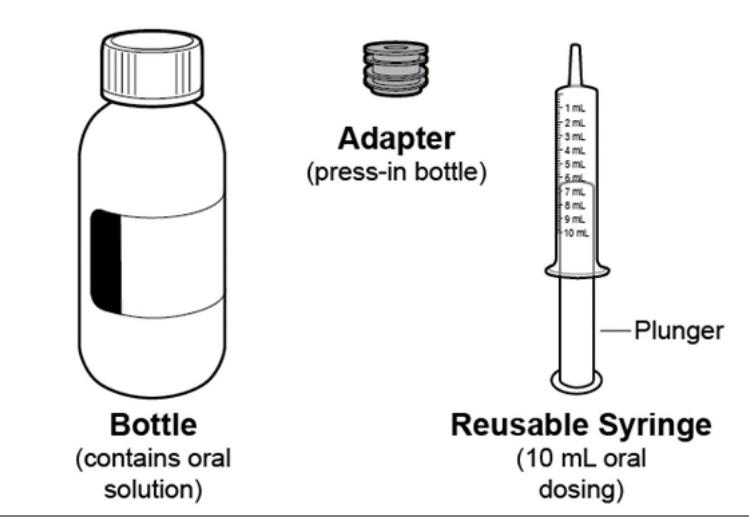 Adapter
(press-in bottle)
1 mL
2 mL
3 mL
4 mL
5 mL
6 mL
7 mL
8 mL
9 mL
10 mL
Plunger
Bottle
(contains oral
solution)
Reusable Syringe
(10 mL oral
dosing)